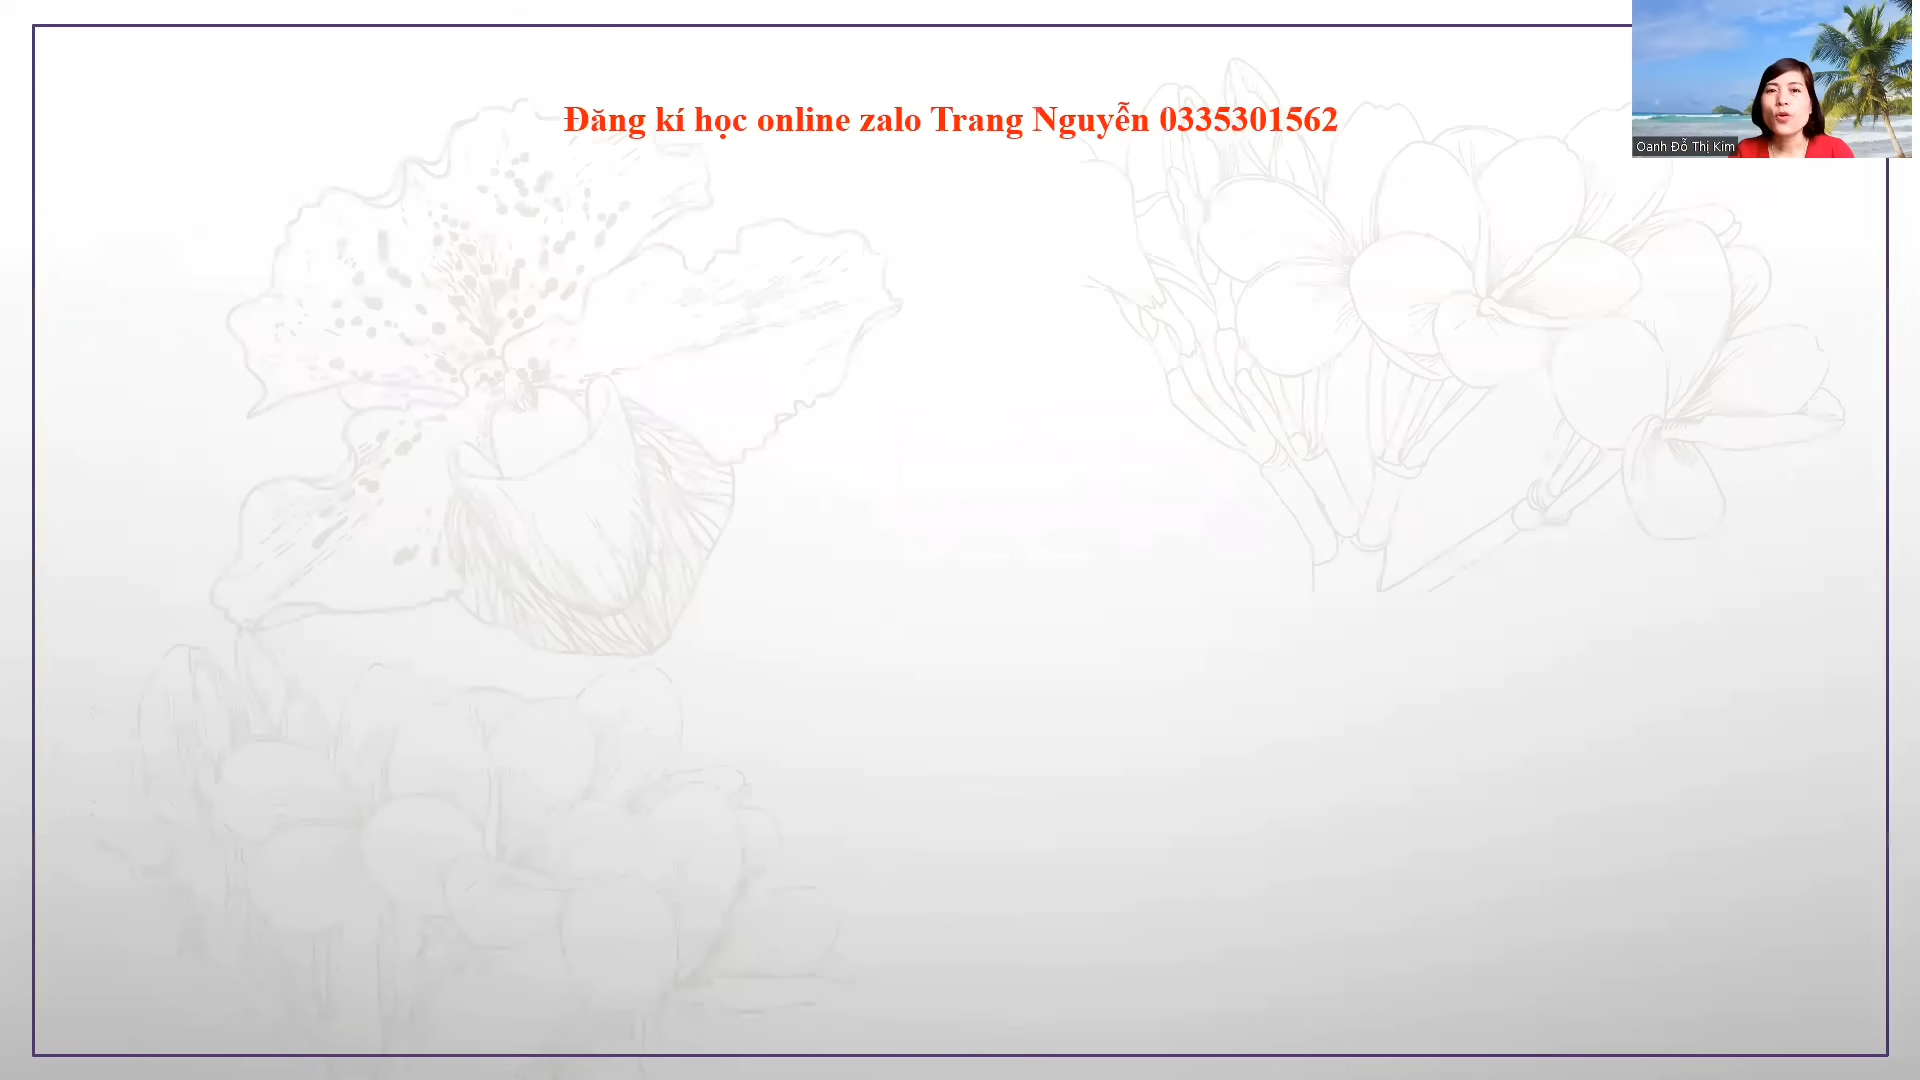 Đăng kí học online zalo Trang Nguyễn 0335301562
Oanh Đỗ Thị Kim